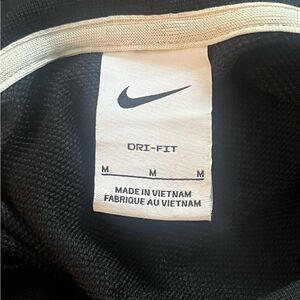 DRI-FIT
M M M
MADE IN VIETNAM
FABRIQUE AU VIETNAM